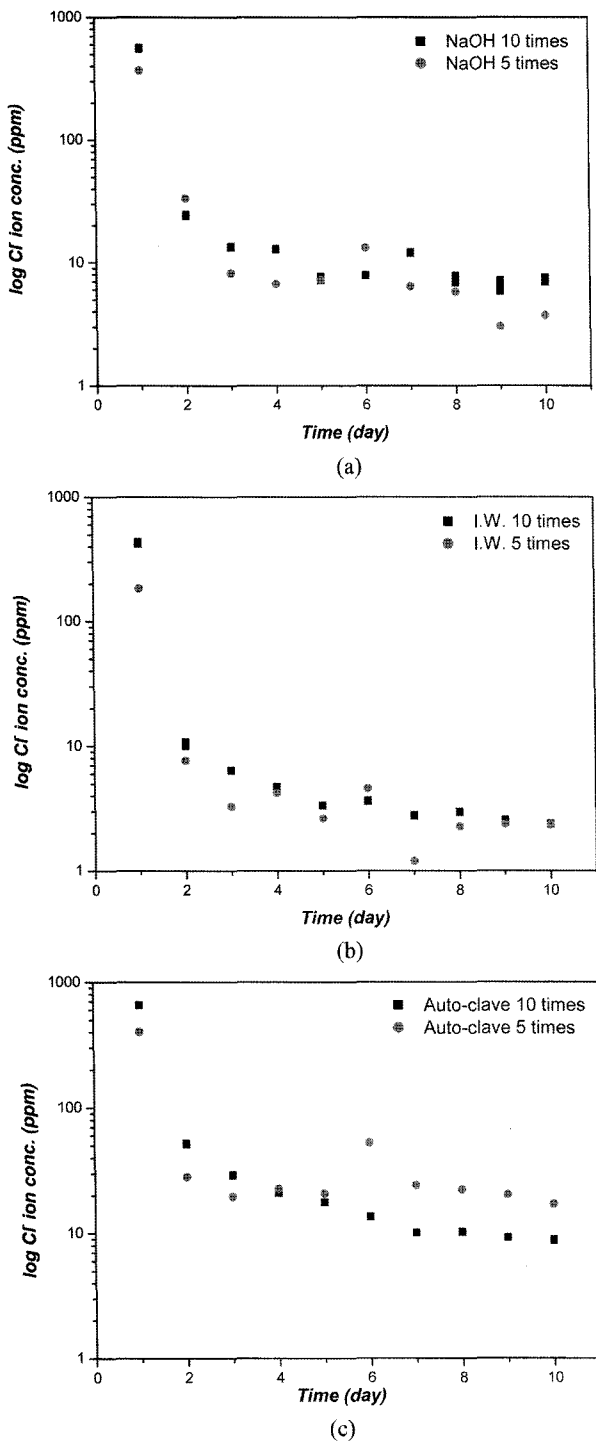 1000
100
10
1
log Cl⁻ ion conc. (ppm)
NaOH 10 times
NaOH 5 times
0 2 4 6 8 10
Time (day)
(a)
1000
100
10
1
log Cl⁻ ion conc. (ppm)
I.W. 10 times
I.W. 5 times
0 2 4 6 8 10
Time (day)
(b)
1000
100
10
1
log Cl⁻ ion conc. (ppm)
Auto-clave 10 times
Auto-clave 5 times
0 2 4 6 8 10
Time (day)
(c)